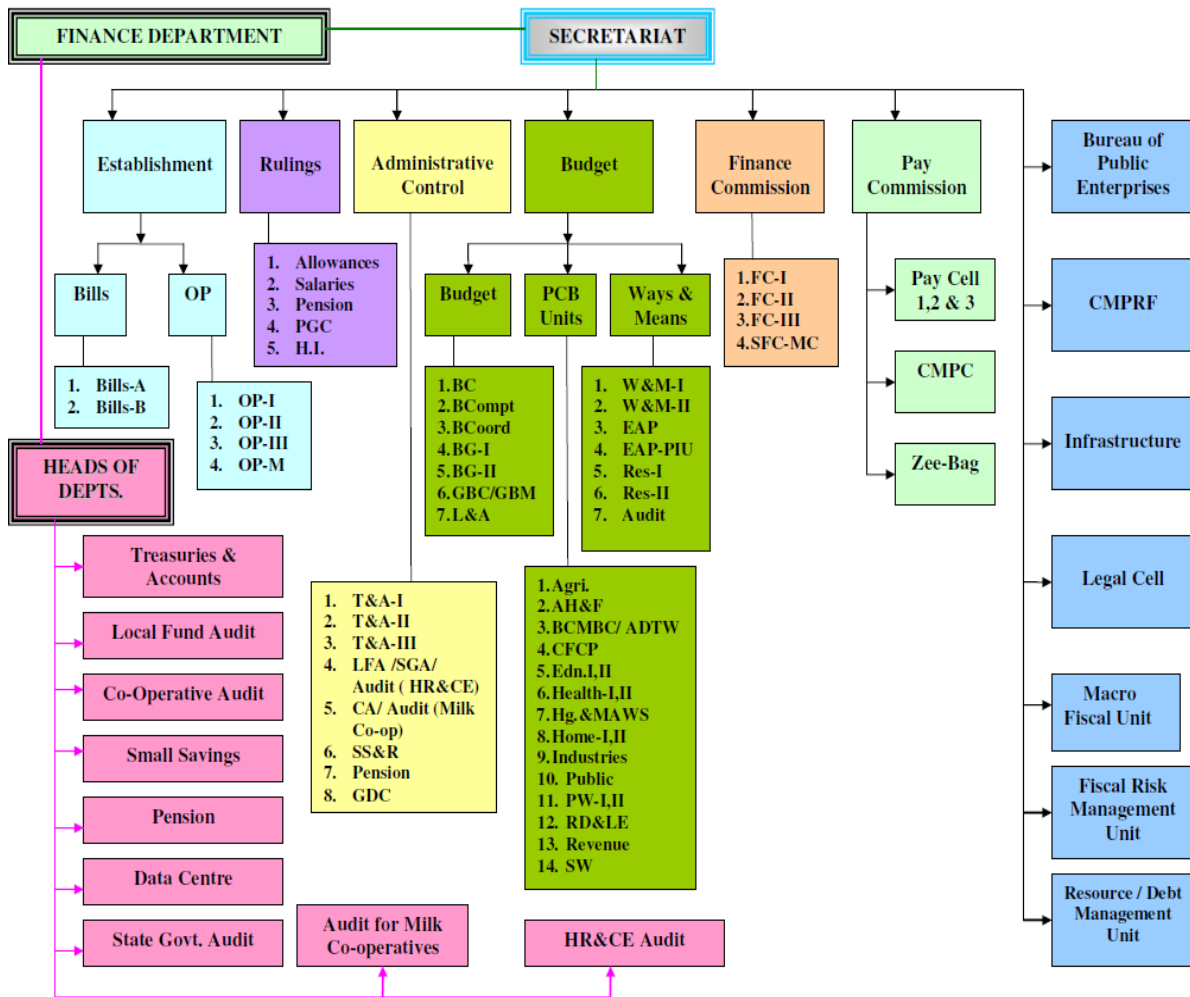 FINANCE DEPARTMENT
SECRETARIAT
Establishment
Rulings
Administrative
Control
Budget
Finance
Commission
Pay
Commission
Bureau of
Public
Enterprises
Bills
OP
1. Allowances
2. Salaries
3. Pension
4. PGC
5. H.I.
Budget
PCB
Units
Ways &
Means
1.FC-I
2.FC-II
3.FC-III
4.SFC-MC
Pay Cell
1,2 & 3
CMPRF
1. Bills-A
2. Bills-B
1. OP-I
2. OP-II
3. OP-III
4. OP-M
1.BC
2.BCompt
3.BCoord
4.BG-I
5.BG-II
6.GBC/GBM
7.L&A
1. W&M-I
2. W&M-II
3. EAP
4. EAP-PIU
5. Res-I
6. Res-II
7. Audit
CMPC
Zee-Bag
Infrastructure
HEADS OF
DEPTS.
Treasuries &
Accounts
Local Fund Audit
Co-Operative Audit
Small Savings
Pension
Data Centre
State Govt. Audit
1. T&A-I
2. T&A-II
3. T&A-III
4. LFA /SGA/
Audit ( HR&CE)
5. CA/ Audit (Milk
Co-op)
6. SS&R
7. Pension
8. GDC
1.Agri.
2.AH&F
3.BCMBC/ ADTW
4.CFCP
5.Edn.I,II
6.Health-I,II
7.Hg.&MAWS
8.Home-I,II
9.Industries
10. Public
11. PW-I,II
12. RD&LE
13. Revenue
14. SW
Legal Cell
Macro
Fiscal Unit
Fiscal Risk
Management
Unit
Resource / Debt
Management
Unit
Audit for Milk
Co-operatives
HR&CE Audit